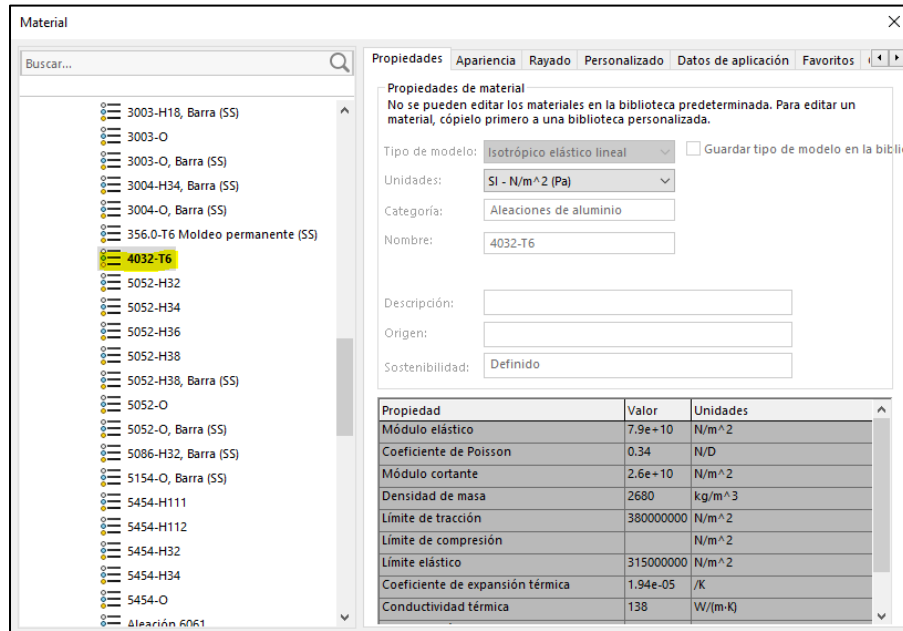 Material
Buscar...
3003-H18, Barra (SS)
3003-O
3003-O, Barra (SS)
3004-H34, Barra (SS)
3004-O, Barra (SS)
356.0-T6 Moldeo permanente (SS)
4032-T6
5052-H32
5052-H34
5052-H36
5052-H38
5052-H38, Barra (SS)
5052-O
5052-O, Barra (SS)
5086-H32, Barra (SS)
5154-O, Barra (SS)
5454-H111
5454-H112
5454-H32
5454-H34
5454-O
Aleación 6061
Propiedades Apariencia Rayado Personalizado Datos de aplicación Favoritos
Propiedades de material
No se pueden editar los materiales en la biblioteca predeterminada. Para editar un
material, cópielo primero a una biblioteca personalizada.
Tipo de modelo: Isotrópico elástico lineal Guardar tipo de modelo en la bibli
Unidades: SI - N/m^2 (Pa)
Categoría: Aleaciones de aluminio
Nombre: 4032-T6
Descripción:
Origen:
Sostenibilidad: Definido
Propiedad Valor Unidades
Módulo elástico 7.9e+10 N/m^2
Coeficiente de Poisson 0.34 N/D
Módulo cortante 2.6e+10 N/m^2
Densidad de masa 2680 kg/m^3
Límite de tracción 380000000 N/m^2
Límite de compresión N/m^2
Límite elástico 315000000 N/m^2
Coeficiente de expansión térmica 1.94e-05 /K
Conductividad térmica 138 W/(m·K)